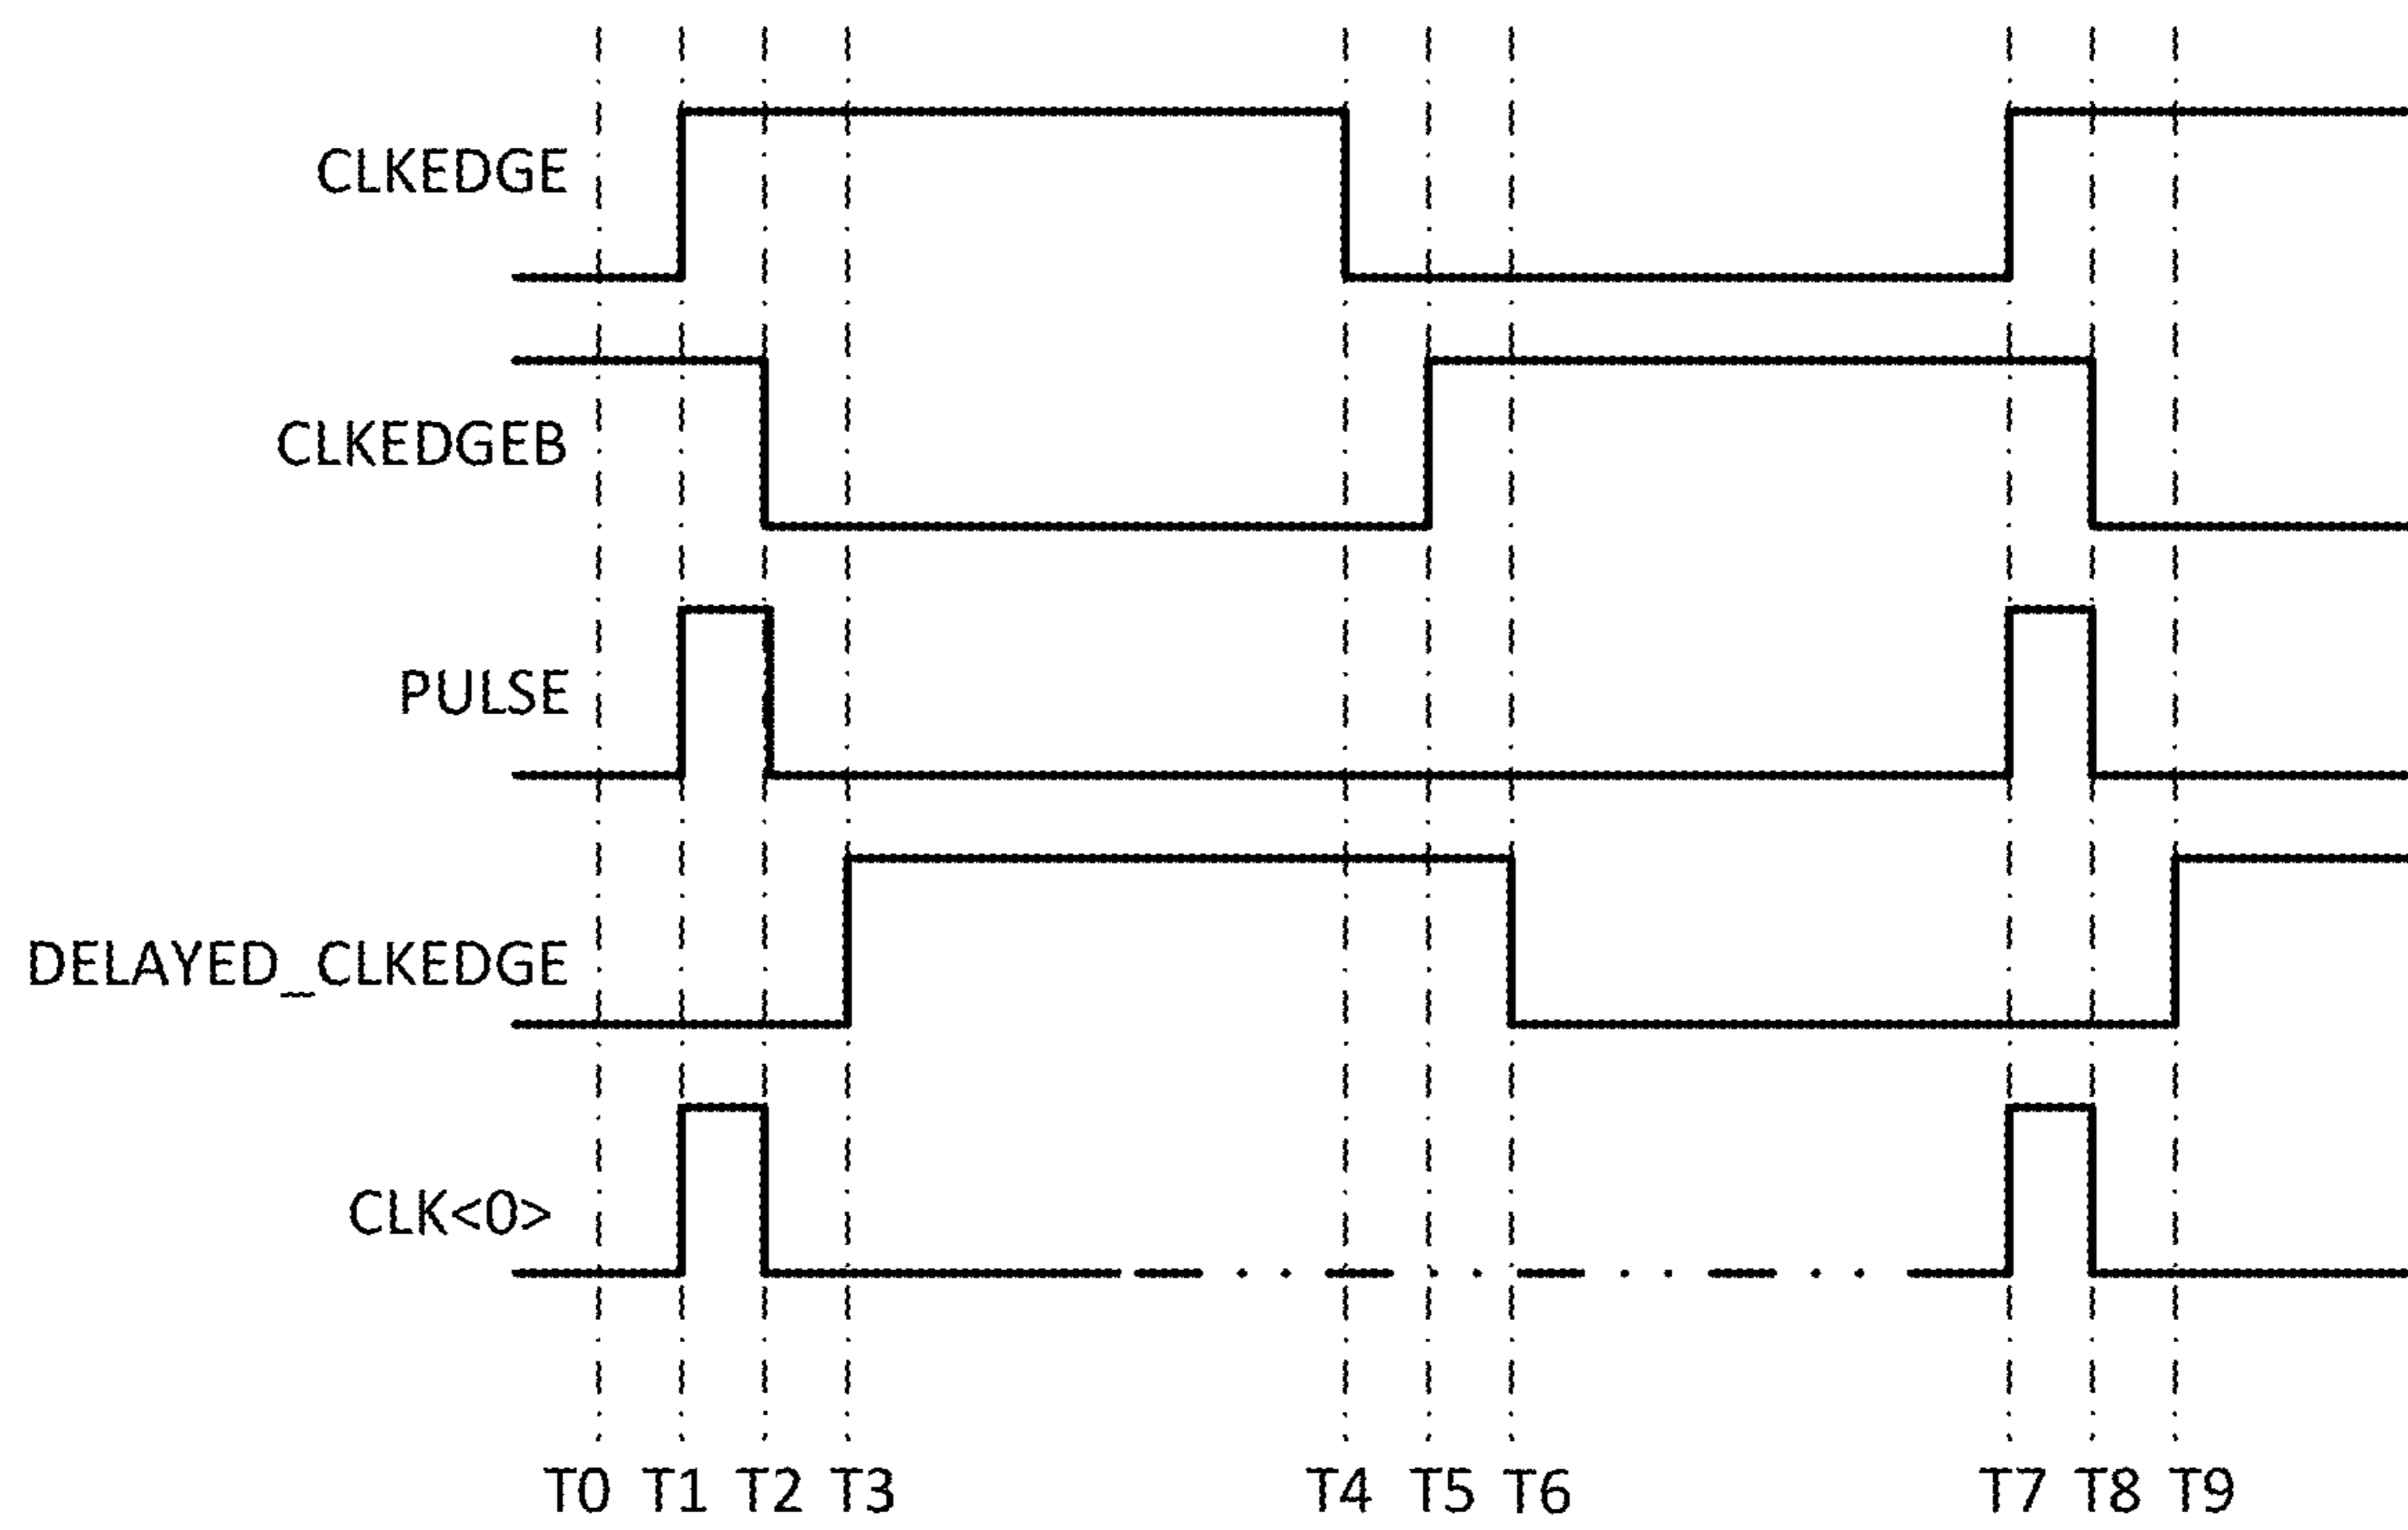 CLKEDGE
CLKEDGEB
PULSE
DELAYED_CLKEDGE
CLK<0>
T0 T1 T2 T3 T4 T5 T6 T7 T8 T9